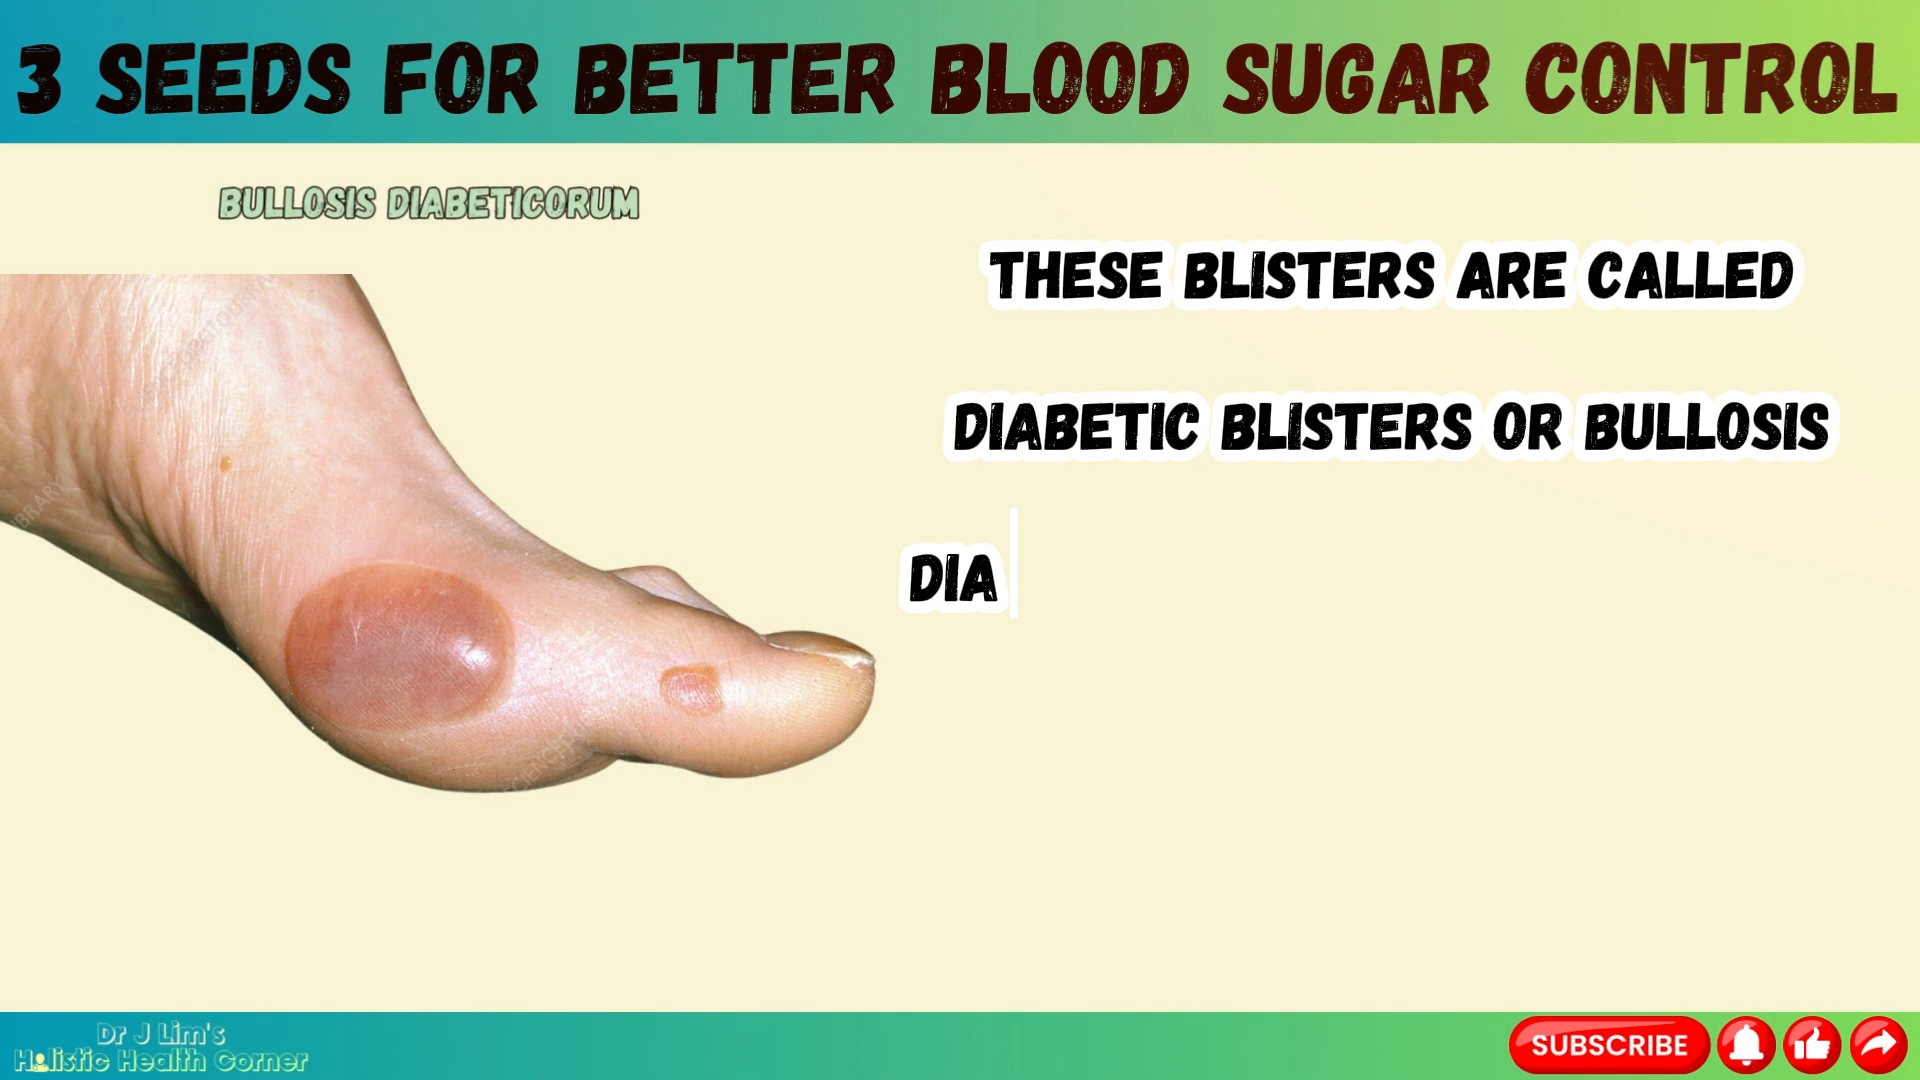 3 SEEDS FOR BETTER BLOOD SUGAR CONTROL
BULLOSIS DIABETICORUM
THESE BLISTERS ARE CALLED
DIABETIC BLISTERS OR BULLOSIS
DIA
Dr J Lim's
Holistic Health Corner
SUBSCRIBE